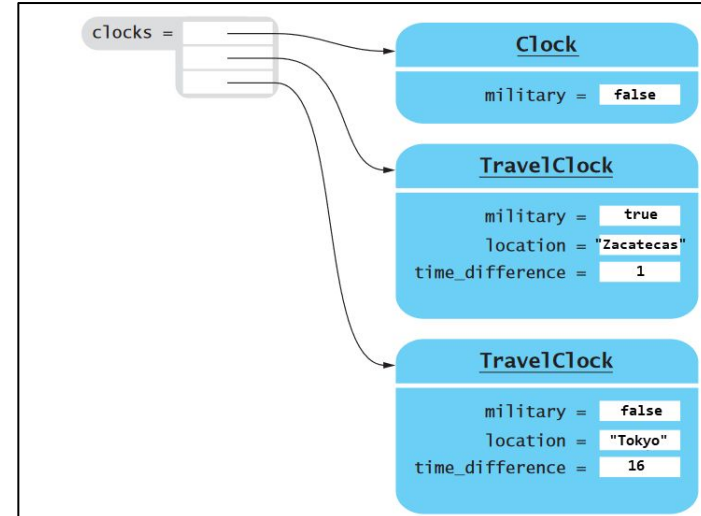 clocks =
Clock
military = false
TravelClock
military = true
location = "Zacatecas"
time_difference = 1
TravelClock
military = false
location = "Tokyo"
time_difference = 16